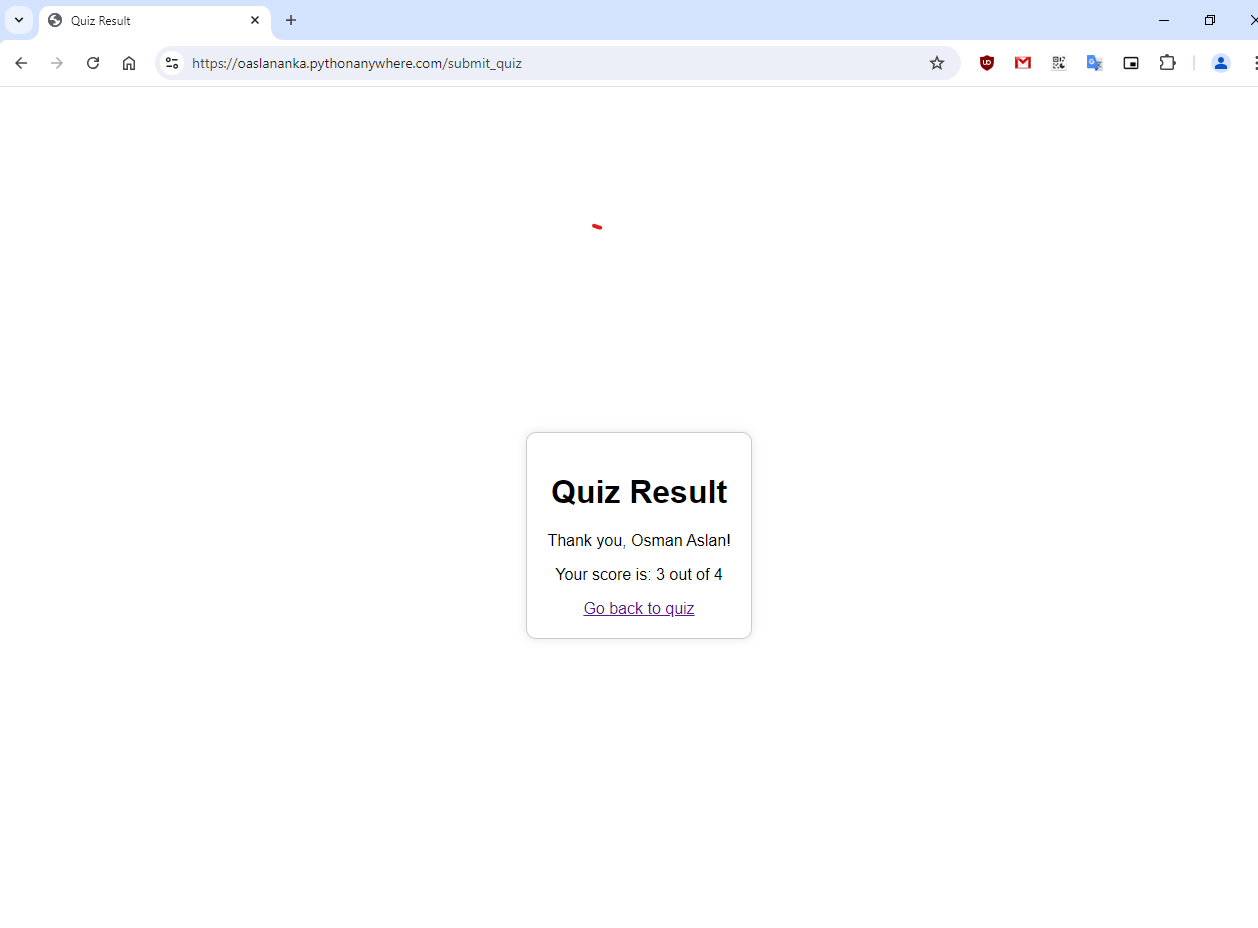 Quiz Result
https://oaslananka.pythonanywhere.com/submit_quiz
Quiz Result
Thank you, Osman Aslan!
Your score is: 3 out of 4
Go back to quiz